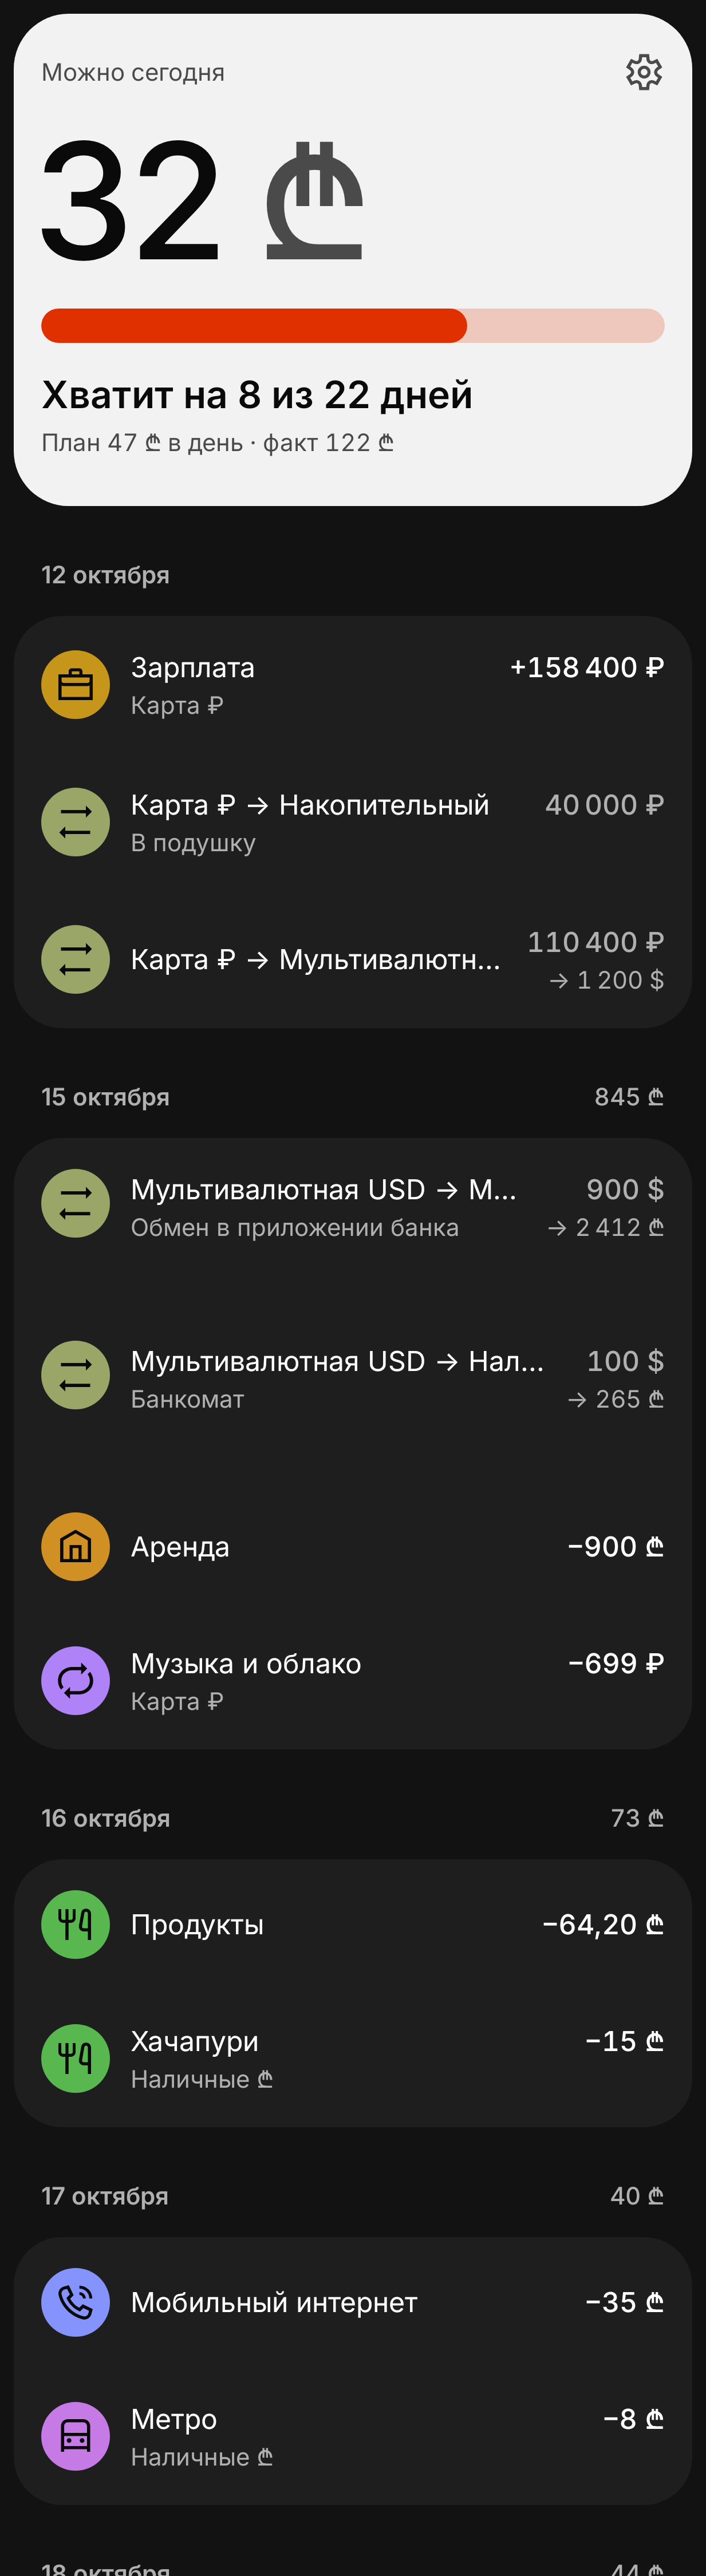 Можно сегодня
32 ₾
Хватит на 8 из 22 дней
План 47 ₾ в день · факт 122 ₾
12 октября
Зарплата +158 400 ₽
Карта ₽
Карта ₽ → Накопительный 40 000 ₽
В подушку
Карта ₽ → Мультивалютн... 110 400 ₽
→ 1 200 $
15 октября 845 ₾
Мультивалютная USD → М... 900 $
Обмен в приложении банка → 2 412 ₾
Мультивалютная USD → Нал... 100 $
Банкомат → 265 ₾
Аренда −900 ₾
Музыка и облако −699 ₽
Карта ₽
16 октября 73 ₾
Продукты −64,20 ₾
Хачапури −15 ₾
Наличные ₾
17 октября 40 ₾
Мобильный интернет −35 ₾
Метро −8 ₾
Наличные ₾
18 октября 44 ₾